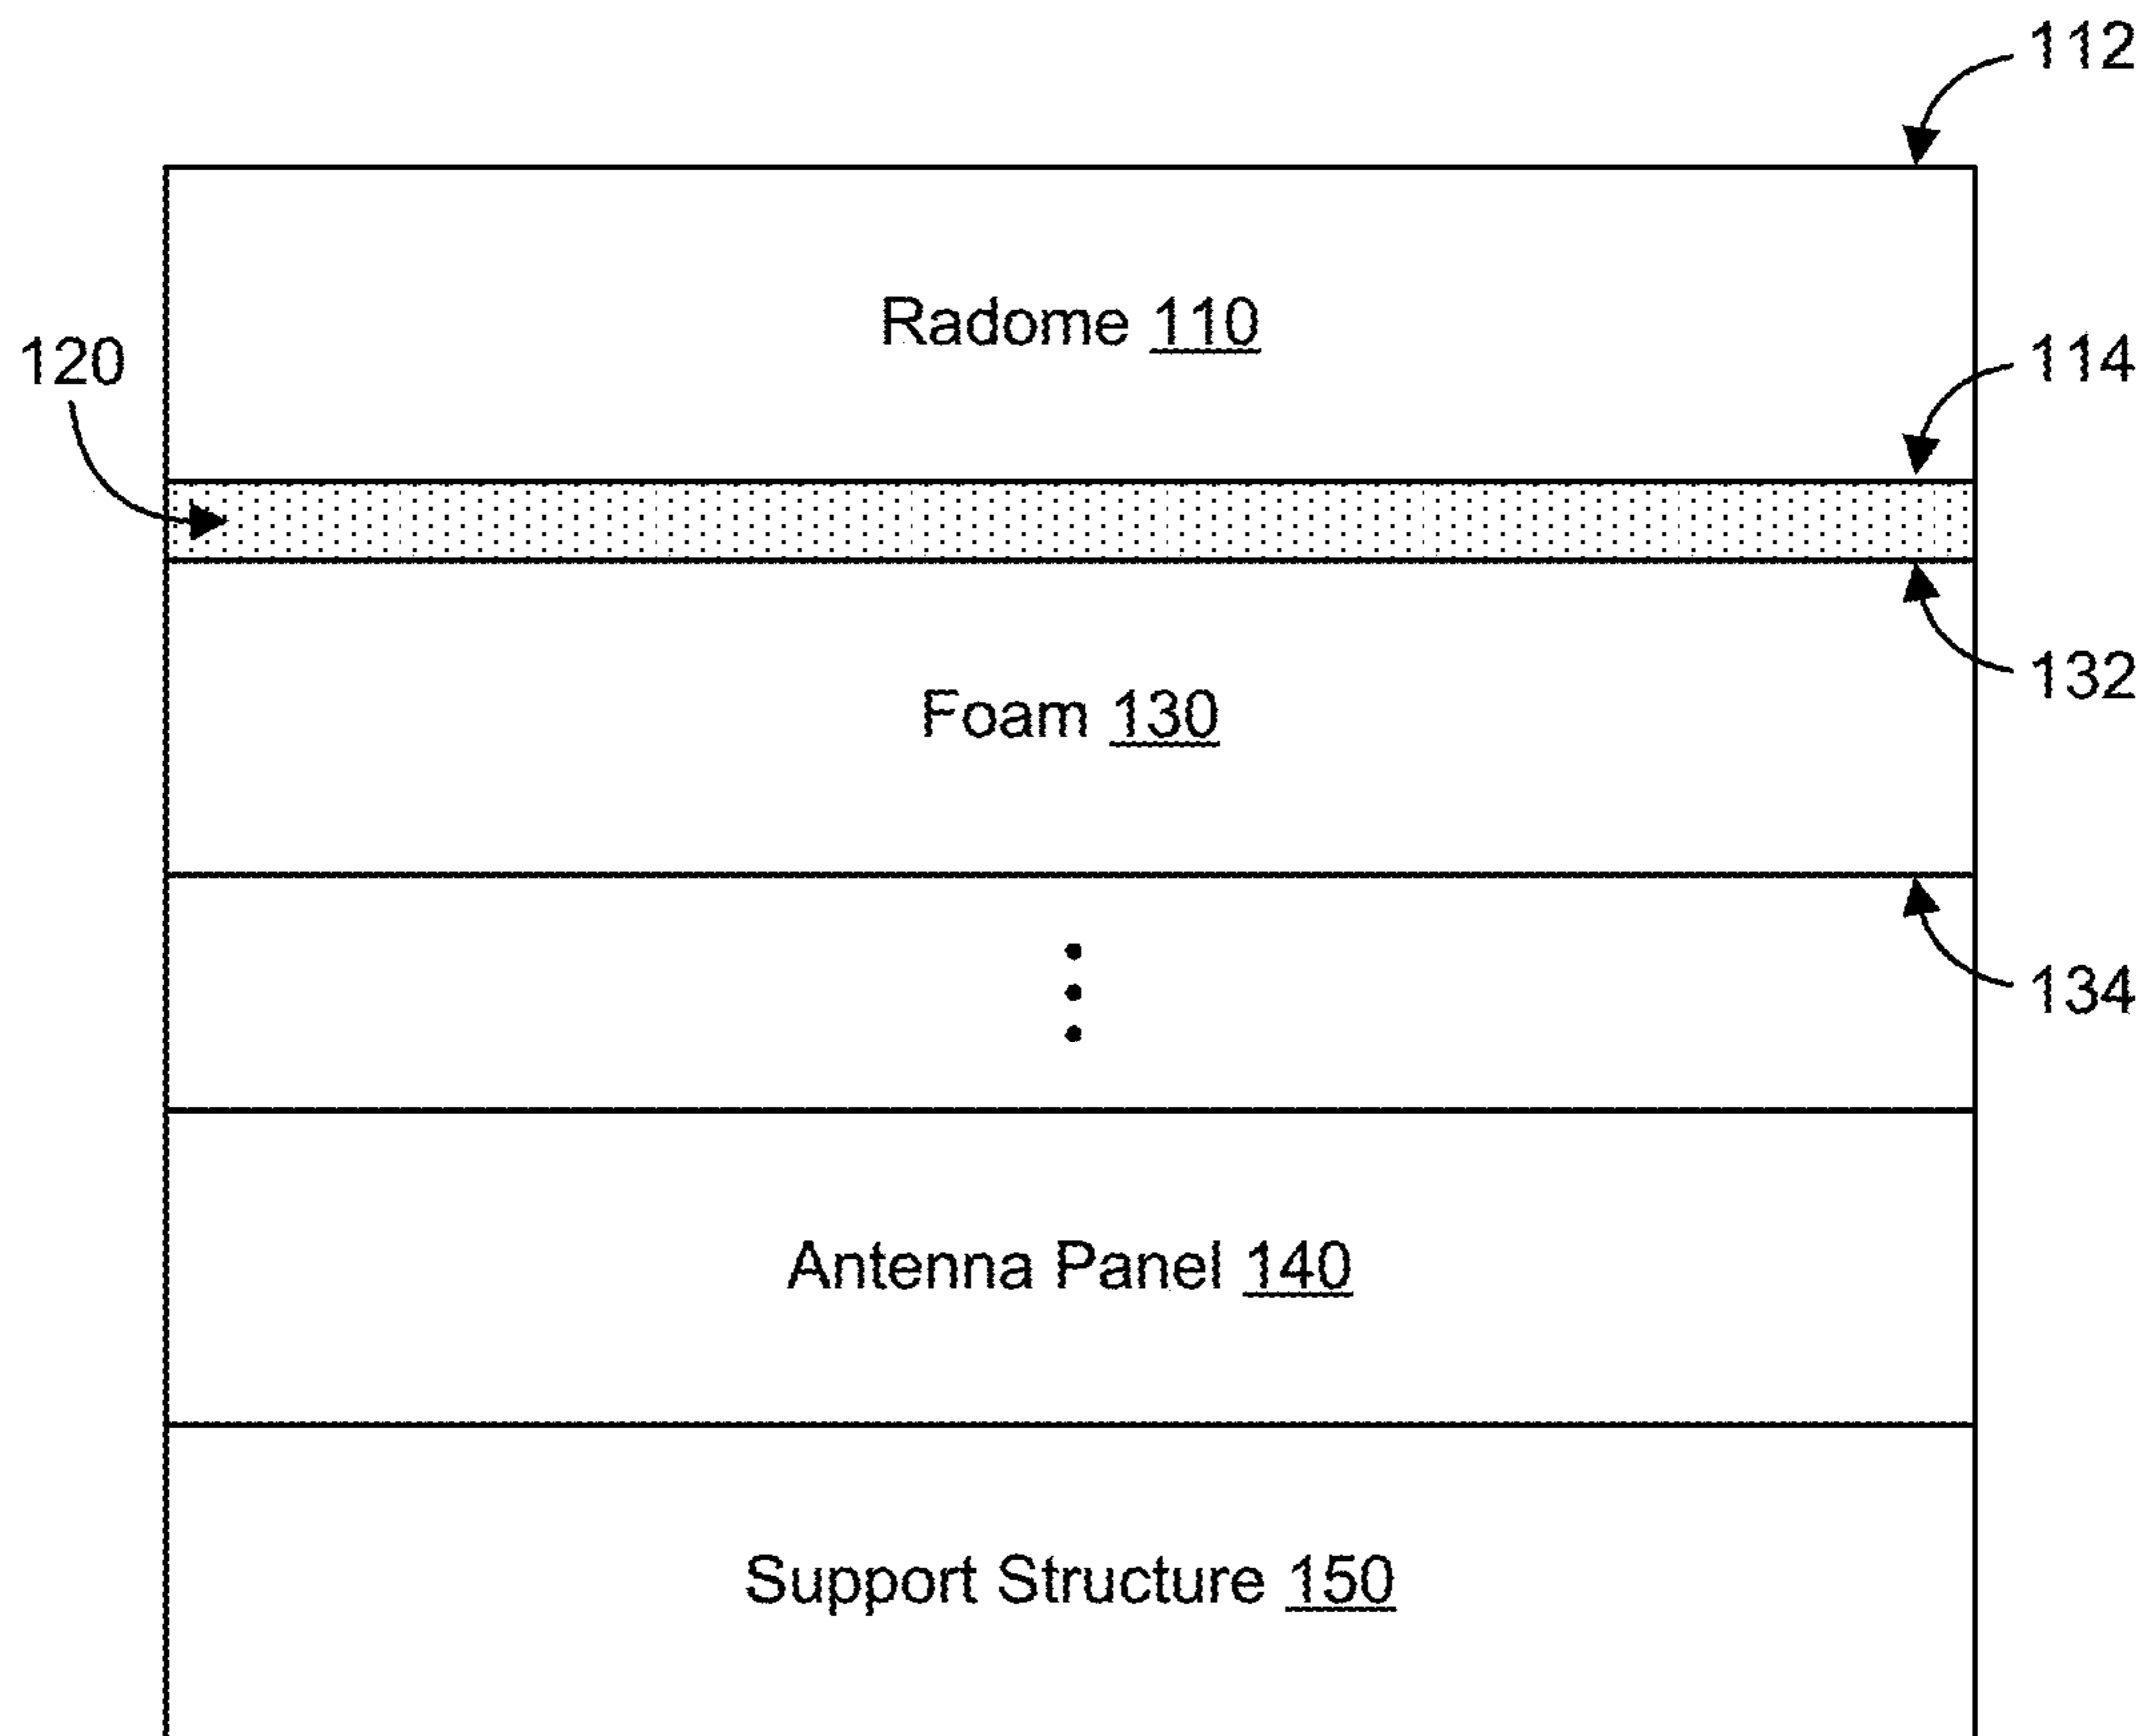 112
Radome 110
114
120
132
Foam 130
134
Antenna Panel 140
Support Structure 150